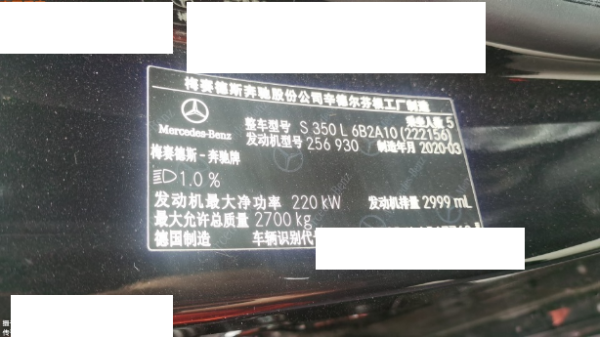 梅赛德斯奔驰股份公司辛德尔芬根工厂制造
乘坐人数 5
Mercedes-Benz
整车型号 S 350 L 6B2A10 (222156)
发动机型号 256 930 制造年月 2020-03
梅赛德斯-奔驰牌
1.0 %
发动机最大净功率 220 kW 发动机排量 2999 mL
最大允许总质量 2700 kg
德国制造 车辆识别代